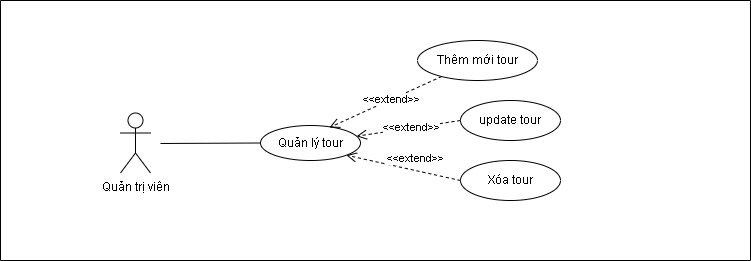 Thêm mới tour
<<extend>>
update tour
<<extend>>
Quản lý tour
<<extend>>
Xóa tour
Quản trị viên